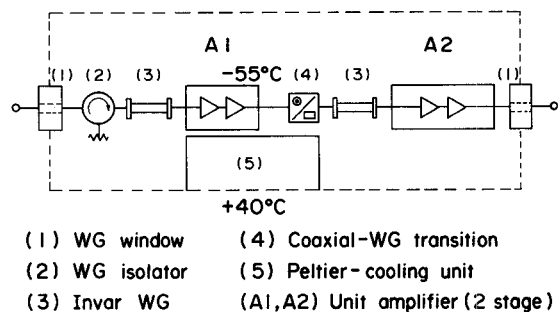 A1 A2
(1) (2) (3) -55°C (4) (3) (1)
(5)
+40°C
(1) WG window (4) Coaxial-WG transition
(2) WG isolator (5) Peltier-cooling unit
(3) Invar WG (A1,A2) Unit amplifier (2 stage)